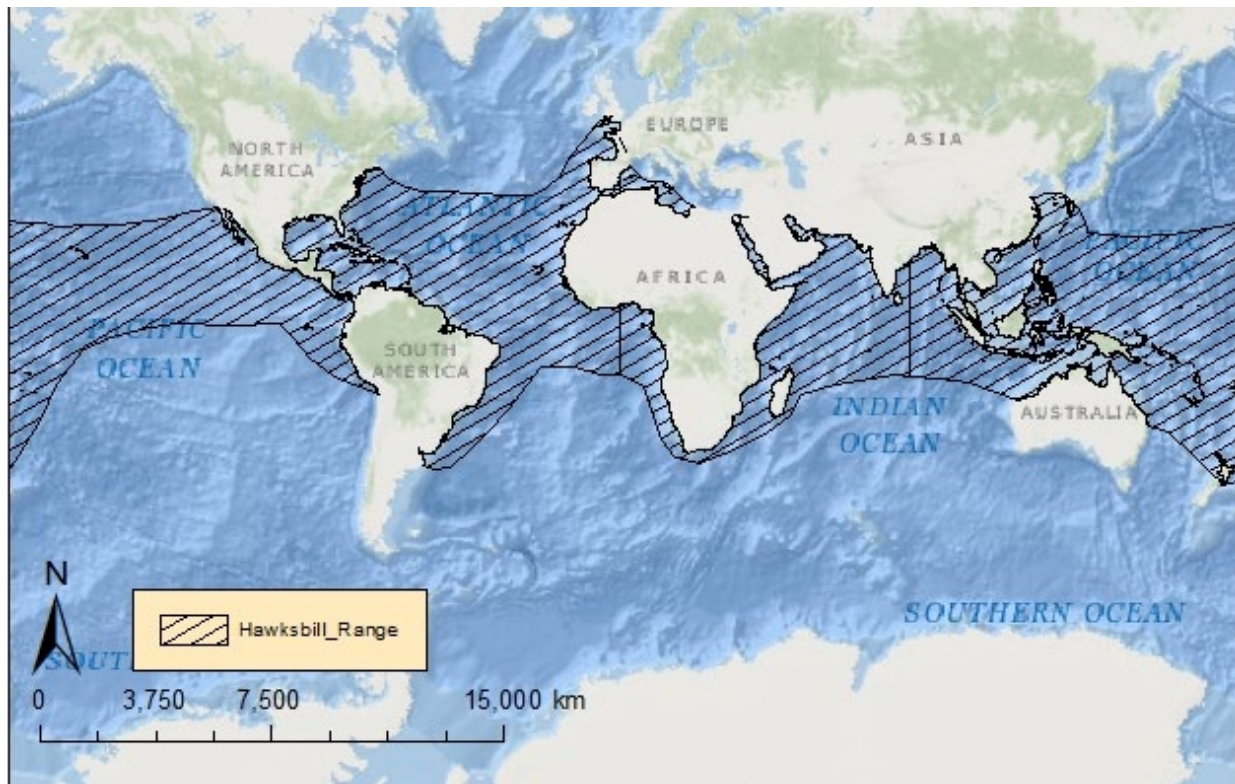 EUROPE
ASIA
NORTH
AMERICA
ATLANTIC
OCEAN
PACIFIC
OCEAN
AFRICA
PACIFIC
OCEAN
SOUTH
AMERICA
INDIAN
OCEAN
AUSTRALIA
N
Hawksbill_Range
SOUTHERN OCEAN
SOUT
0 3,750 7,500 15,000 km